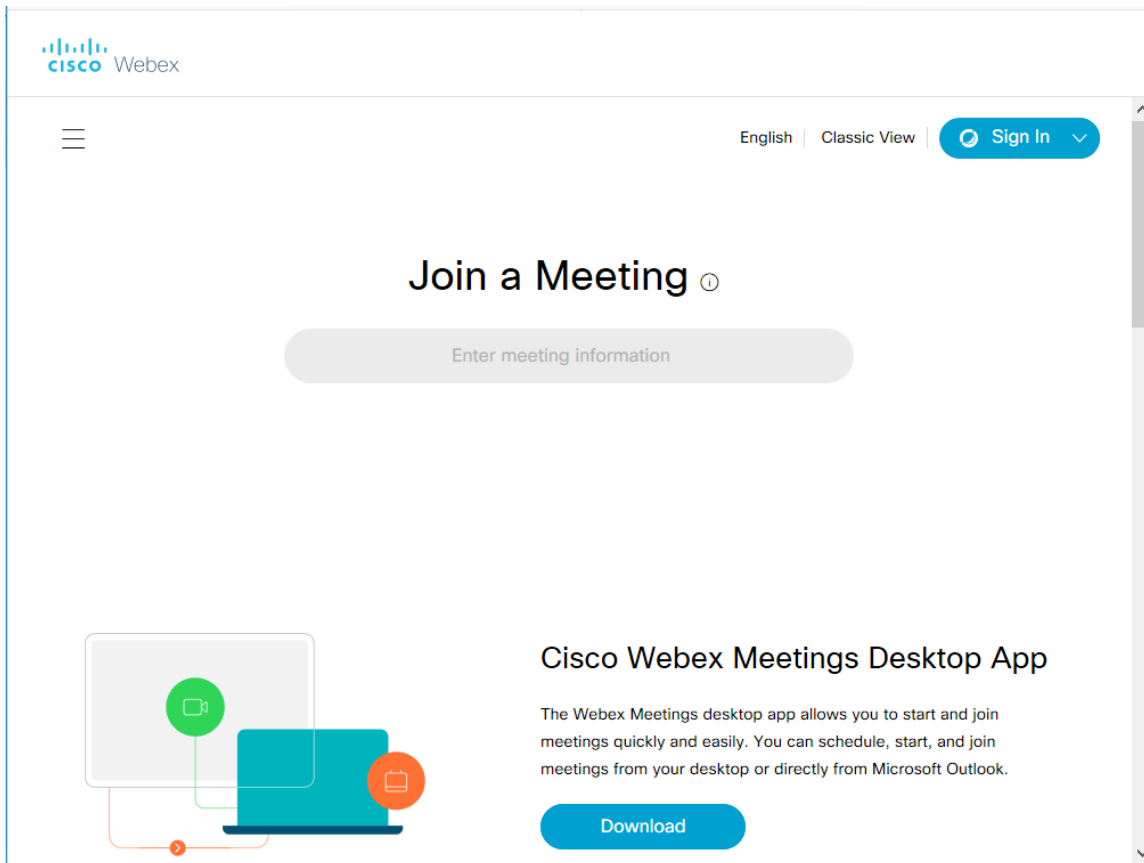 cisco Webex
English
Classic View
Sign In
Join a Meeting
Enter meeting information
Cisco Webex Meetings Desktop App
The Webex Meetings desktop app allows you to start and join
meetings quickly and easily. You can schedule, start, and join
meetings from your desktop or directly from Microsoft Outlook.
Download